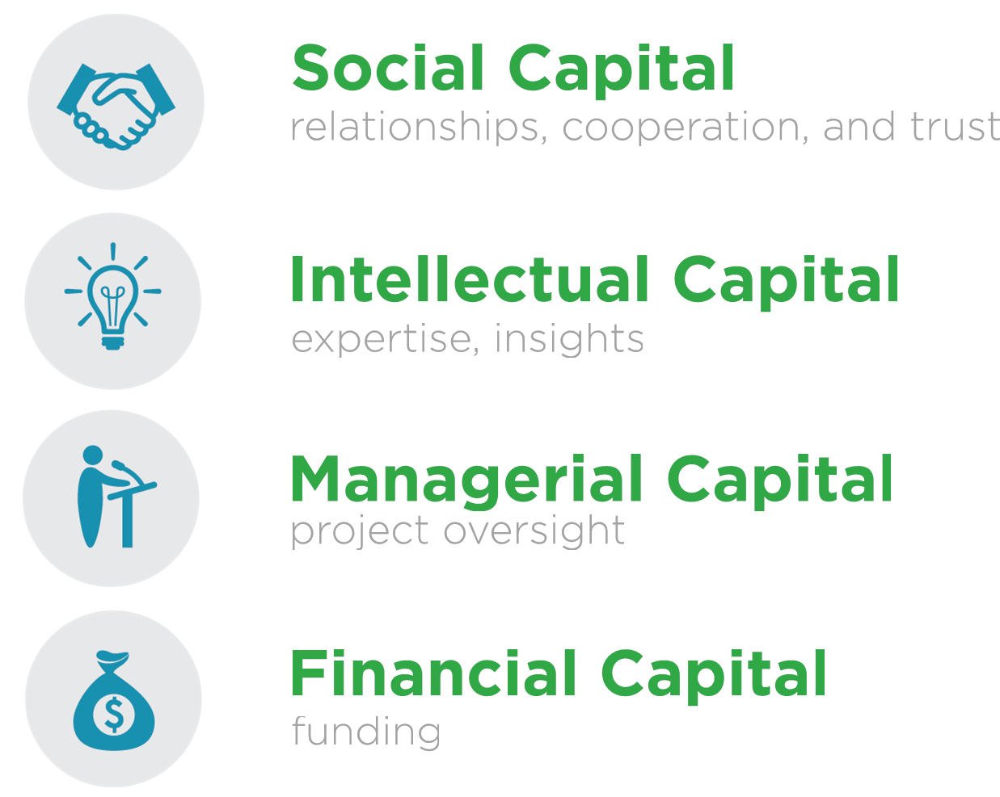 Social Capital
relationships, cooperation, and trust
Intellectual Capital
expertise, insights
Managerial Capital
project oversight
Financial Capital
$
funding